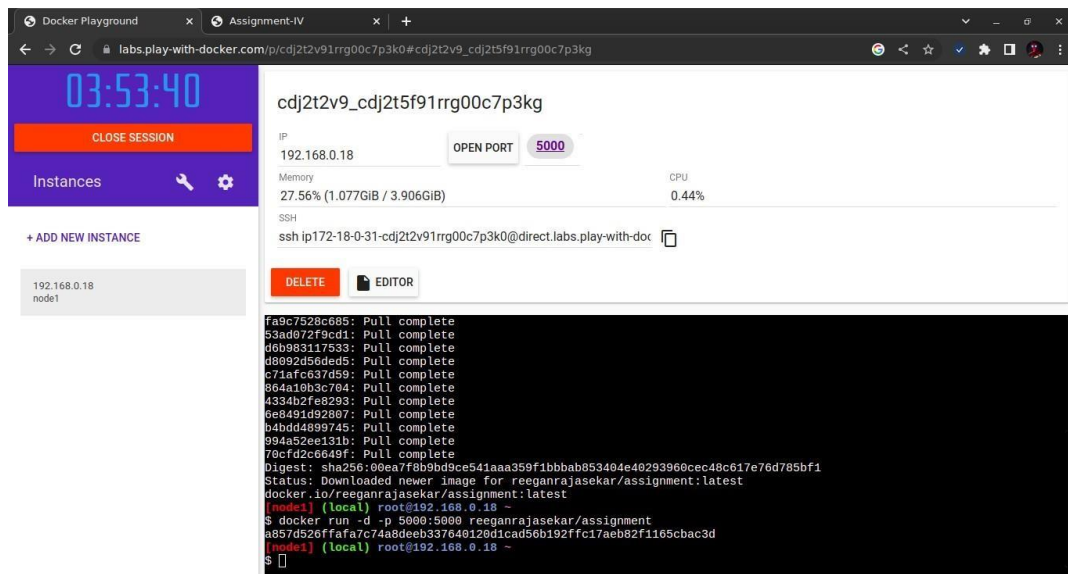 Docker Playground
Assignment-IV
labs.play-with-docker.com/p/cdj2t2v91rrg00c7p3k0#cdj2t2v9_cdj2t5f91rrg00c7p3kg
03:53:40
CLOSE SESSION
Instances
+ ADD NEW INSTANCE
192.168.0.18
node1
cdj2t2v9_cdj2t5f91rrg00c7p3kg
IP
192.168.0.18
OPEN PORT
5000
Memory
27.56% (1.077GiB / 3.906GiB)
CPU
0.44%
SSH
ssh ip172-18-0-31-cdj2t2v91rrg00c7p3k0@direct.labs.play-with-doc
DELETE
EDITOR
fa9c7528c685: Pull complete
53ad072f9cd1: Pull complete
d6b983117533: Pull complete
d8092d56ded5: Pull complete
c71afc637d59: Pull complete
864a10b3c704: Pull complete
4334b2fe8293: Pull complete
6e8491d92807: Pull complete
b4bdd4899745: Pull complete
994a52ee131b: Pull complete
70cfd2c6649f: Pull complete
Digest: sha256:00ea7f8b9bd9ce541aaa359f1bbbab853404e40293960cec48c617e76d785bf1
Status: Downloaded newer image for reeganrajasekar/assignment:latest
docker.io/reeganrajasekar/assignment:latest
[node1] (local) root@192.168.0.18 ~
$ docker run -d -p 5000:5000 reeganrajasekar/assignment
a857d526ffafa7c74a8deeb337640120d1cad56b192ffc17aeb82f1165cbac3d
[node1] (local) root@192.168.0.18 ~
$